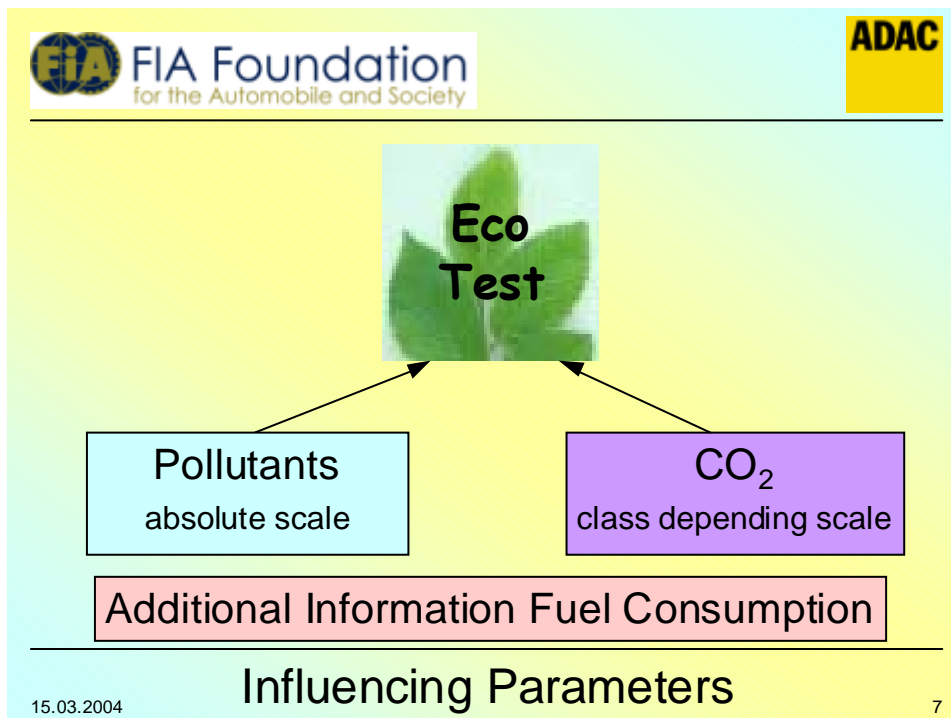 FiA FIA Foundation
for the Automobile and Society
ADAC
Eco
Test
Pollutants
absolute scale
CO₂
class depending scale
Additional Information Fuel Consumption
Influencing Parameters
15.03.2004
7